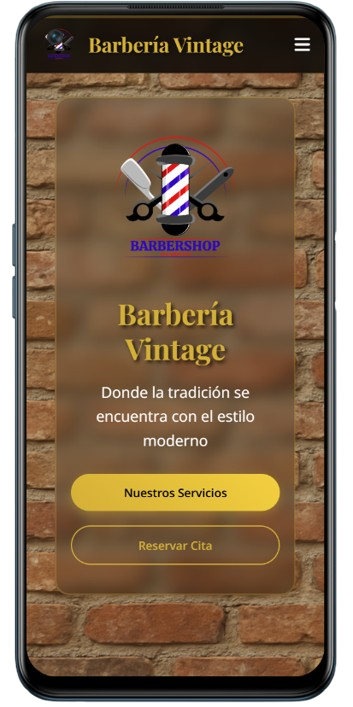 Barbería Vintage
BARBERSHOP
Barbería
Vintage
Donde la tradición se
encuentra con el estilo
moderno
Nuestros Servicios
Reservar Cita